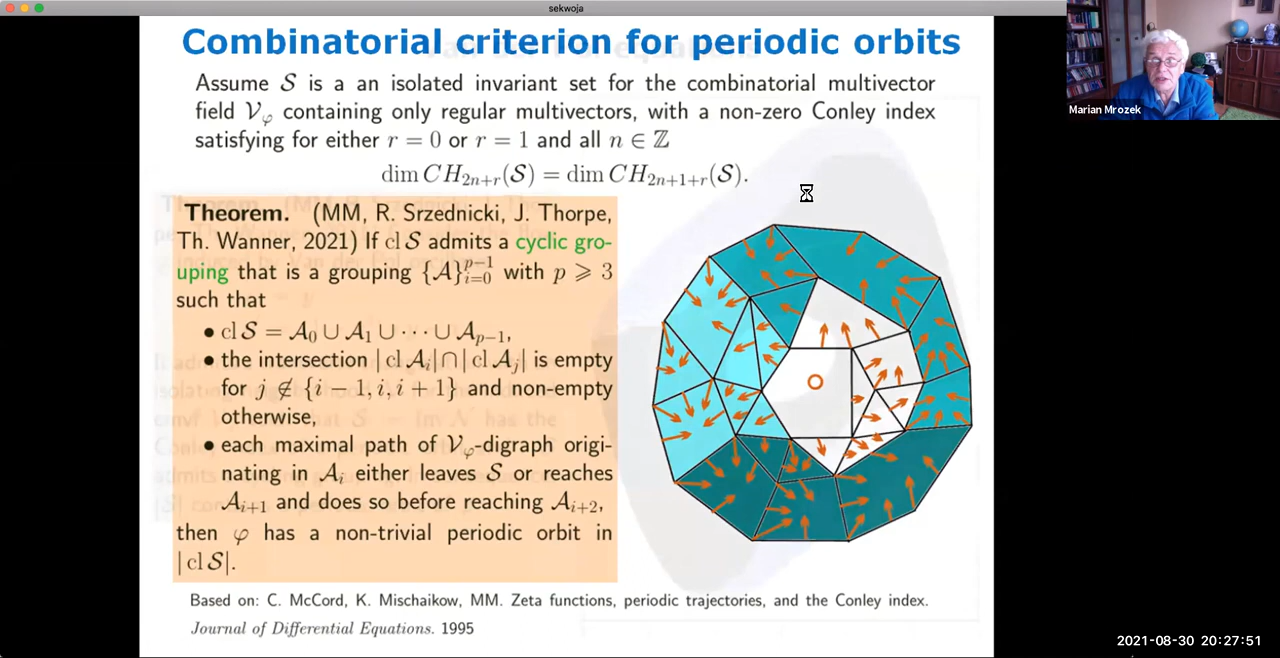 sekwoja
Combinatorial criterion for periodic orbits
Assume 𝒮 is a an isolated invariant set for the combinatorial multivector
field 𝒱_φ containing only regular multivectors, with a non-zero Conley index
satisfying for either r = 0 or r = 1 and all n ∈ ℤ
dim CH_{2n+r}(𝒮) = dim CH_{2n+1+r}(𝒮).
Theorem. (MM, R. Srzednicki, J. Thorpe,
Th. Wanner, 2021) If cl 𝒮 admits a cyclic gro-
uping that is a grouping {𝒜}_{i=0}^{p−1} with p ⩾ 3
such that
• cl 𝒮 = 𝒜_0 ∪ 𝒜_1 ∪ ⋯ ∪ 𝒜_{p−1},
• the intersection | cl 𝒜_i| ∩ | cl 𝒜_j| is empty
for j ∉ {i − 1, i, i + 1} and non-empty
otherwise,
• each maximal path of 𝒱_φ-digraph origi-
nating in 𝒜_i either leaves 𝒮 or reaches
𝒜_{i+1} and does so before reaching 𝒜_{i+2},
then φ has a non-trivial periodic orbit in
| cl 𝒮|.
Based on: C. McCord, K. Mischaikow, MM. Zeta functions, periodic trajectories, and the Conley index.
Journal of Differential Equations. 1995
Marian Mrozek
2021-08-30 20:27:51